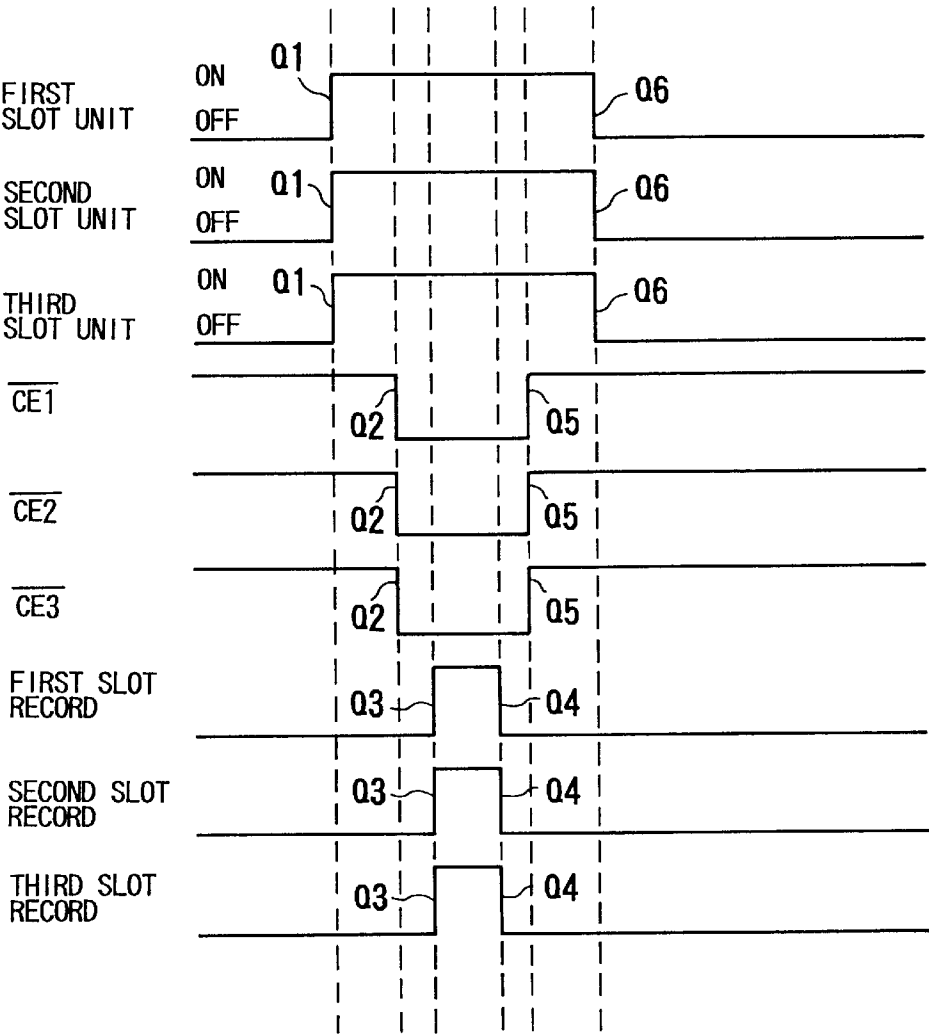 Q1
ON
FIRST
SLOT UNIT
OFF
Q6
Q1
ON
SECOND
SLOT UNIT
OFF
Q6
Q1
ON
THIRD
SLOT UNIT
OFF
Q6
CE1
Q2
Q5
CE2
Q2
Q5
CE3
Q2
Q5
FIRST SLOT
RECORD
Q3
Q4
SECOND SLOT
RECORD
Q3
Q4
THIRD SLOT
RECORD
Q3
Q4